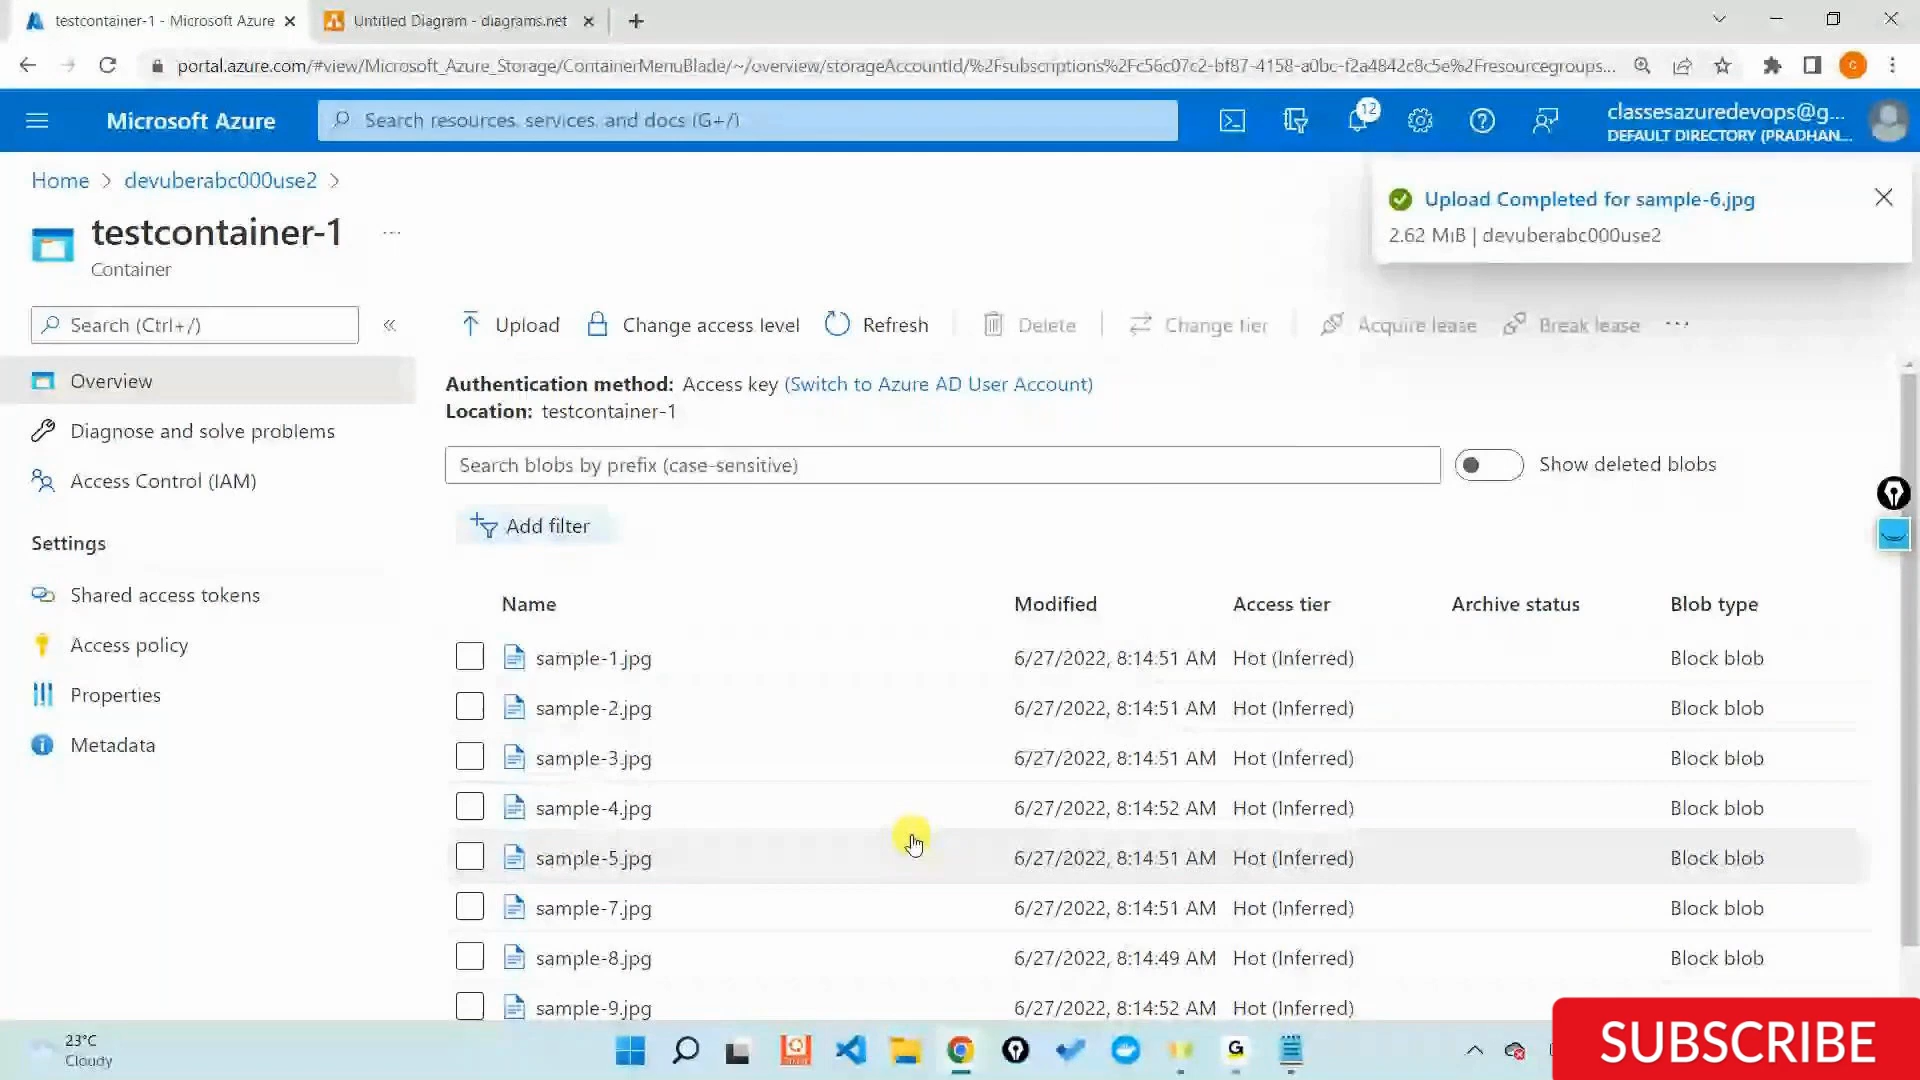 testcontainer-1 - Microsoft Azure
Untitled Diagram - diagrams.net
portal.azure.com/#view/Microsoft_Azure_Storage/ContainerMenuBlade/~/overview/storageAccountId/%2Fsubscriptions%2Fc56c07c2-bf87-4158-a0bc-f2a4842c8c5e%2Fresourcegroups...
C
Microsoft Azure
Search resources, services, and docs (G+/)
12
classesazuredevops@g...
DEFAULT DIRECTORY (PRADHAN...
Home > devuberabc000use2 >
Upload Completed for sample-6.jpg
2.62 MiB | devuberabc000use2
testcontainer-1 ...
Container
Search (Ctrl+/)
«
Upload
Change access level
Refresh
Delete
Change tier
Acquire lease
Break lease
...
Overview
Diagnose and solve problems
Access Control (IAM)
Settings
Shared access tokens
Access policy
Properties
Metadata
Authentication method: Access key (Switch to Azure AD User Account)
Location: testcontainer-1
Search blobs by prefix (case-sensitive)
Show deleted blobs
Add filter
Name Modified Access tier Archive status Blob type
sample-1.jpg 6/27/2022, 8:14:51 AM Hot (Inferred) Block blob
sample-2.jpg 6/27/2022, 8:14:51 AM Hot (Inferred) Block blob
sample-3.jpg 6/27/2022, 8:14:51 AM Hot (Inferred) Block blob
sample-4.jpg 6/27/2022, 8:14:52 AM Hot (Inferred) Block blob
sample-5.jpg 6/27/2022, 8:14:51 AM Hot (Inferred) Block blob
sample-7.jpg 6/27/2022, 8:14:51 AM Hot (Inferred) Block blob
sample-8.jpg 6/27/2022, 8:14:49 AM Hot (Inferred) Block blob
sample-9.jpg 6/27/2022, 8:14:52 AM Hot (Inferred)
23°C
Cloudy
G
SUBSCRIBE